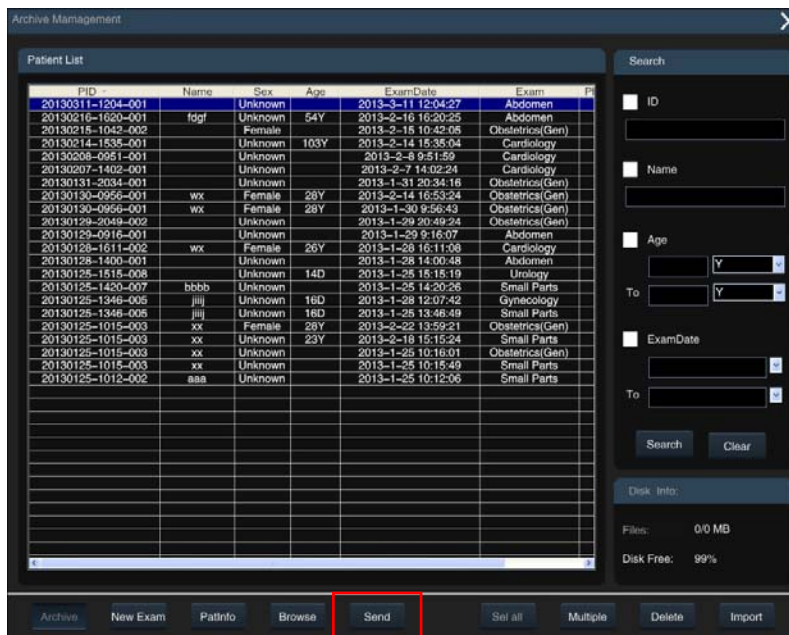 Archive Mamagement
Patient List
PID Name Sex Age ExamDate Exam
20130311-1204-001 Unknown 2013-3-11 12:04:27 Abdomen
20130216-1620-001 fdgf Unknown 54Y 2013-2-16 16:20:25 Abdomen
20130215-1042-002 Female 2013-2-15 10:42:05 Obstetrics(Gen)
20130214-1535-001 Unknown 103Y 2013-2-14 15:35:04 Cardiology
20130208-0951-001 Unknown 2013-2-8 9:51:59 Cardiology
20130207-1402-001 Unknown 2013-2-7 14:02:24 Cardiology
20130131-2034-001 Unknown 2013-1-31 20:34:16 Obstetrics(Gen)
20130130-0956-001 wx Female 28Y 2013-2-14 16:53:24 Obstetrics(Gen)
20130130-0956-001 wx Female 28Y 2013-1-30 9:56:43 Obstetrics(Gen)
20130129-2049-002 Unknown 2013-1-29 20:49:24 Obstetrics(Gen)
20130129-0916-001 Unknown 2013-1-29 9:16:07 Abdomen
20130128-1611-002 wx Female 26Y 2013-1-28 16:11:08 Cardiology
20130128-1400-001 Unknown 2013-1-28 14:00:48 Abdomen
20130125-1515-008 Unknown 14D 2013-1-25 15:15:19 Urology
20130125-1420-007 bbbb Unknown 2013-1-25 14:20:26 Small Parts
20130125-1346-005 jiiij Unknown 16D 2013-1-28 12:07:42 Gynecology
20130125-1346-005 jiiij Unknown 16D 2013-1-25 13:46:49 Small Parts
20130125-1015-003 xx Female 28Y 2013-2-22 13:59:21 Obstetrics(Gen)
20130125-1015-003 xx Unknown 23Y 2013-2-18 15:15:24 Small Parts
20130125-1015-003 xx Unknown 2013-1-25 10:16:01 Obstetrics(Gen)
20130125-1015-003 xx Unknown 2013-1-25 10:15:49 Small Parts
20130125-1012-002 aaa Unknown 2013-1-25 10:12:06 Small Parts
Search
ID
Name
Age
Y
To Y
ExamDate
To
Search Clear
Disk Info:
Files: 0/0 MB
Disk Free: 99%
Archive New Exam PatInfo Browse Send Sel all Multiple Delete Import